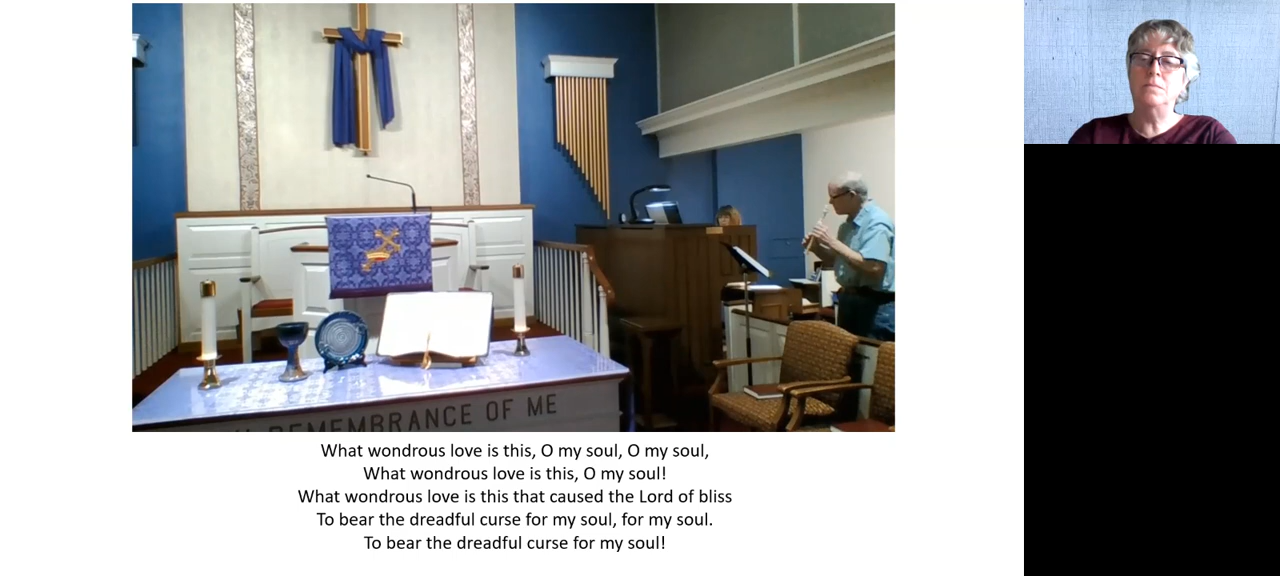 REMEMBRANCE OF ME
What wondrous love is this, O my soul, O my soul,
What wondrous love is this, O my soul!
What wondrous love is this that caused the Lord of bliss
To bear the dreadful curse for my soul, for my soul.
To bear the dreadful curse for my soul!